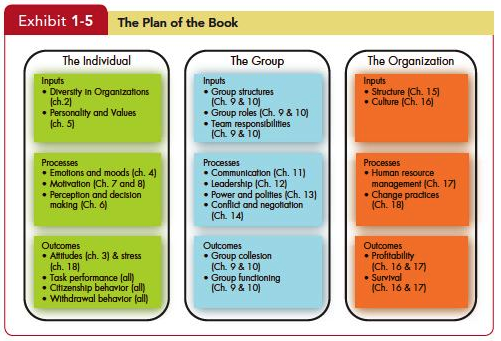 Exhibit 1-5 The Plan of the Book
The Individual
Inputs
• Diversity in Organizations
(ch.2)
• Personality and Values
(ch. 5)
Processes
• Emotions and moods (ch. 4)
• Motivation (Ch. 7 and 8)
• Perception and decision
making (Ch. 6)
Outcomes
• Attitudes (ch. 3) & stress
(ch. 18)
• Task performance (all)
• Citizenship behavior (all)
• Withdrawal behavior (all)
The Group
Inputs
• Group structures
(Ch. 9 & 10)
• Group roles (Ch. 9 & 10)
• Team responsibilities
(Ch. 9 & 10)
Processes
• Communication (Ch. 11)
• Leadership (Ch. 12)
• Power and polities (Ch. 13)
• Conflict and negotiation
(Ch. 14)
Outcomes
• Group collesion
(Ch. 9 & 10)
• Group functioning
(Ch. 9 & 10)
The Organization
Inputs
• Structure (Ch. 15)
• Culture (Ch. 16)
Processes
• Human resource
management (Ch. 17)
• Change practices
(Ch. 18)
Outcomes
• Profitability
(Ch. 16 & 17)
• Survival
(Ch. 16 & 17)